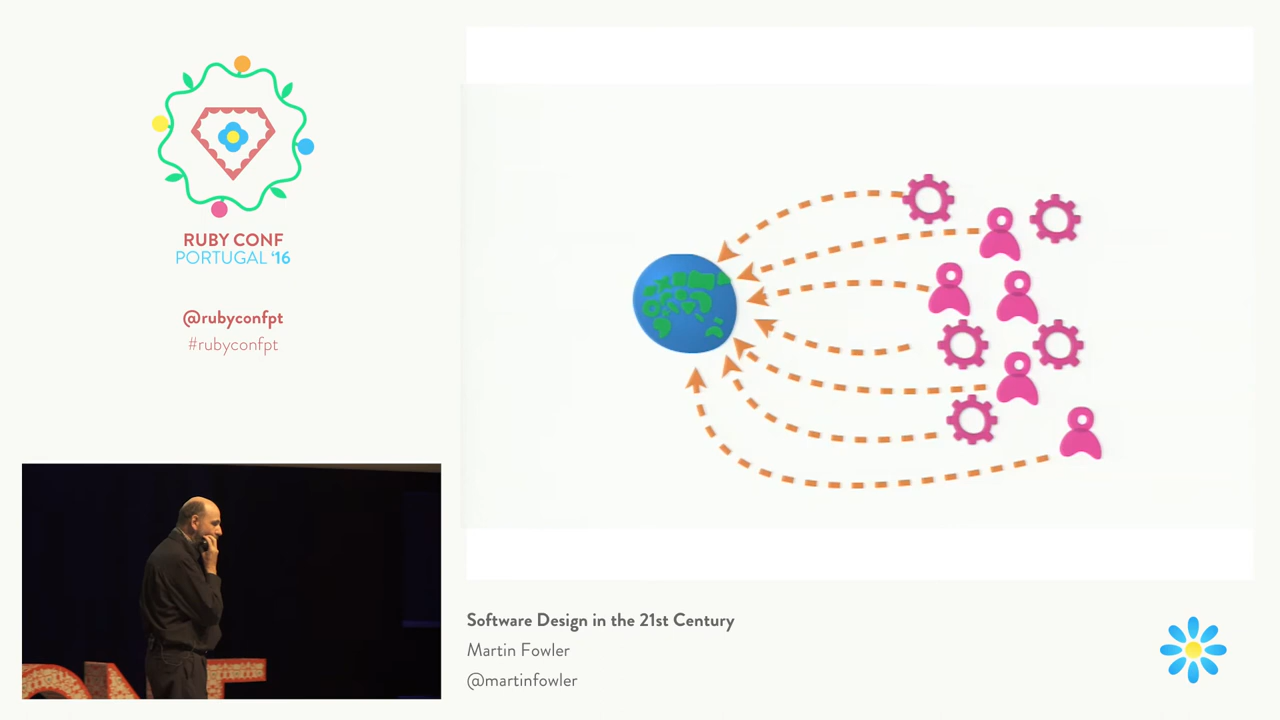 RUBY CONF
PORTUGAL '16
@rubyconfpt
#rubyconfpt
Software Design in the 21st Century
Martin Fowler
@martinfowler